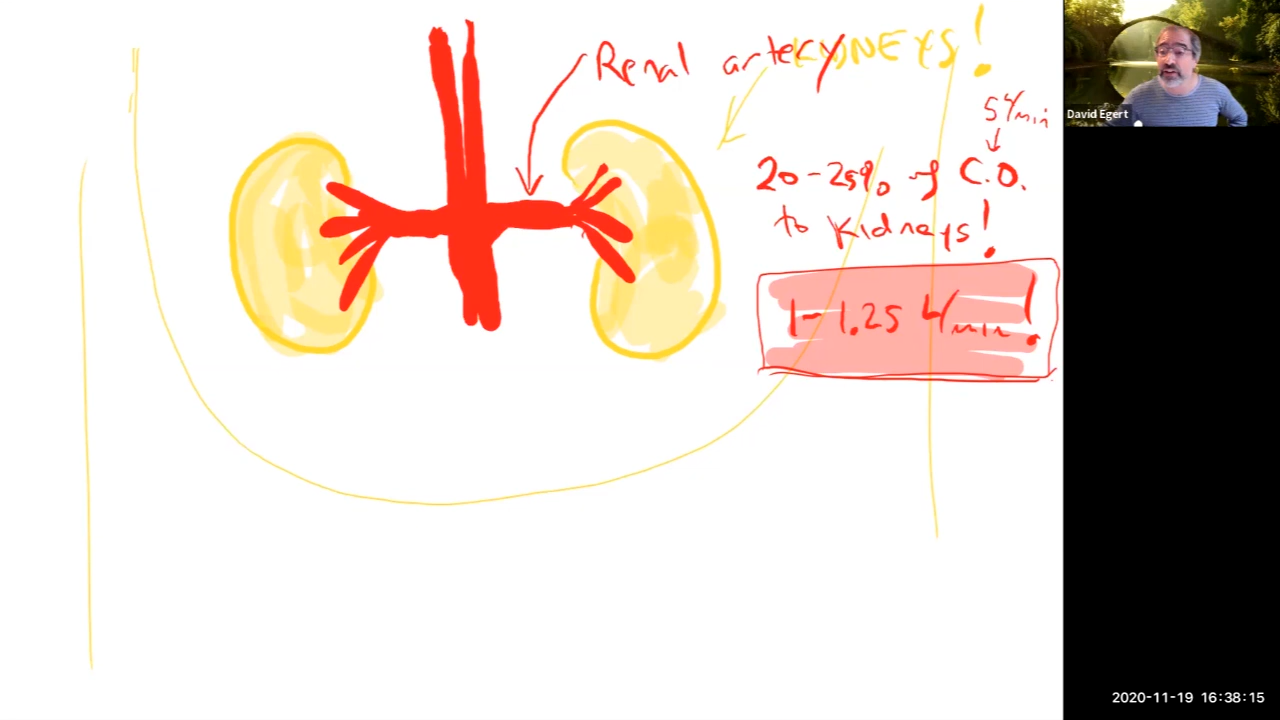 Renal artery
KIDNEYS!
David Egert
5 L/min
20-25% of C.O.
to Kidneys!
1-1.25 L/min!
2020-11-19 16:38:15